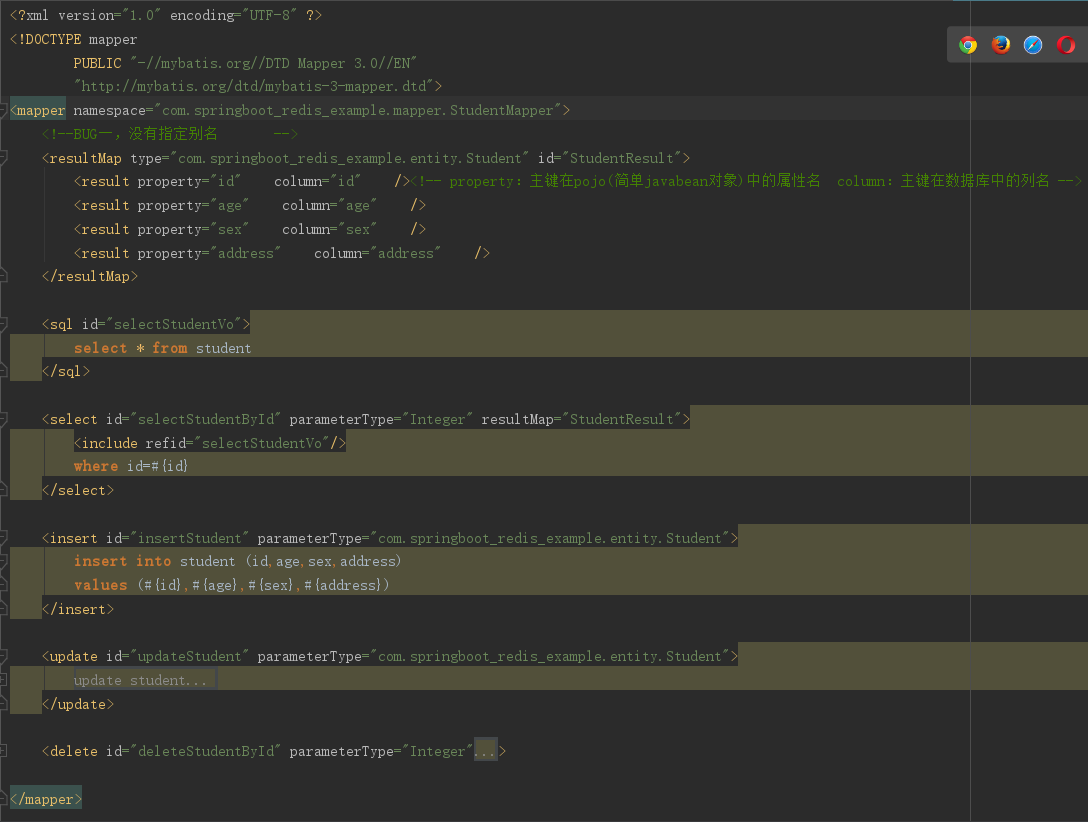 <?xml version="1.0" encoding="UTF-8" ?>
<!DOCTYPE mapper
        PUBLIC "-//mybatis.org//DTD Mapper 3.0//EN"
        "http://mybatis.org/dtd/mybatis-3-mapper.dtd">
<mapper namespace="com.springboot_redis_example.mapper.StudentMapper">
    <!--BUG一，没有指定别名       -->
    <resultMap type="com.springboot_redis_example.entity.Student" id="StudentResult">
        <result property="id"    column="id"    /><!-- property：主键在pojo(简单javabean对象)中的属性名  column：主键在数据库中的列名 -->
        <result property="age"    column="age"    />
        <result property="sex"    column="sex"    />
        <result property="address"    column="address"    />
    </resultMap>

    <sql id="selectStudentVo">
        select * from student
    </sql>

    <select id="selectStudentById" parameterType="Integer" resultMap="StudentResult">
        <include refid="selectStudentVo"/>
        where id=#{id}
    </select>

    <insert id="insertStudent" parameterType="com.springboot_redis_example.entity.Student">
        insert into student (id,age,sex,address)
        values (#{id},#{age},#{sex},#{address})
    </insert>

    <update id="updateStudent" parameterType="com.springboot_redis_example.entity.Student">
        update student...
    </update>

    <delete id="deleteStudentById" parameterType="Integer"...>

</mapper>